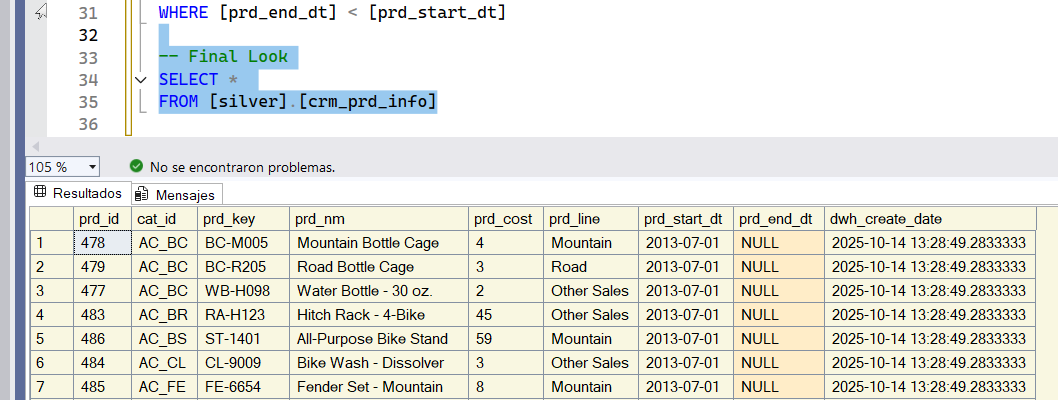 31 WHERE [prd_end_dt] < [prd_start_dt]
32
33 -- Final Look
34 SELECT *
35 FROM [silver].[crm_prd_info]
36
105 % No se encontraron problemas.
Resultados Mensajes
prd_id cat_id prd_key prd_nm prd_cost prd_line prd_start_dt prd_end_dt dwh_create_date
1 478 AC_BC BC-M005 Mountain Bottle Cage 4 Mountain 2013-07-01 NULL 2025-10-14 13:28:49.2833333
2 479 AC_BC BC-R205 Road Bottle Cage 3 Road 2013-07-01 NULL 2025-10-14 13:28:49.2833333
3 477 AC_BC WB-H098 Water Bottle - 30 oz. 2 Other Sales 2013-07-01 NULL 2025-10-14 13:28:49.2833333
4 483 AC_BR RA-H123 Hitch Rack - 4-Bike 45 Other Sales 2013-07-01 NULL 2025-10-14 13:28:49.2833333
5 486 AC_BS ST-1401 All-Purpose Bike Stand 59 Mountain 2013-07-01 NULL 2025-10-14 13:28:49.2833333
6 484 AC_CL CL-9009 Bike Wash - Dissolver 3 Other Sales 2013-07-01 NULL 2025-10-14 13:28:49.2833333
7 485 AC_FE FE-6654 Fender Set - Mountain 8 Mountain 2013-07-01 NULL 2025-10-14 13:28:49.2833333